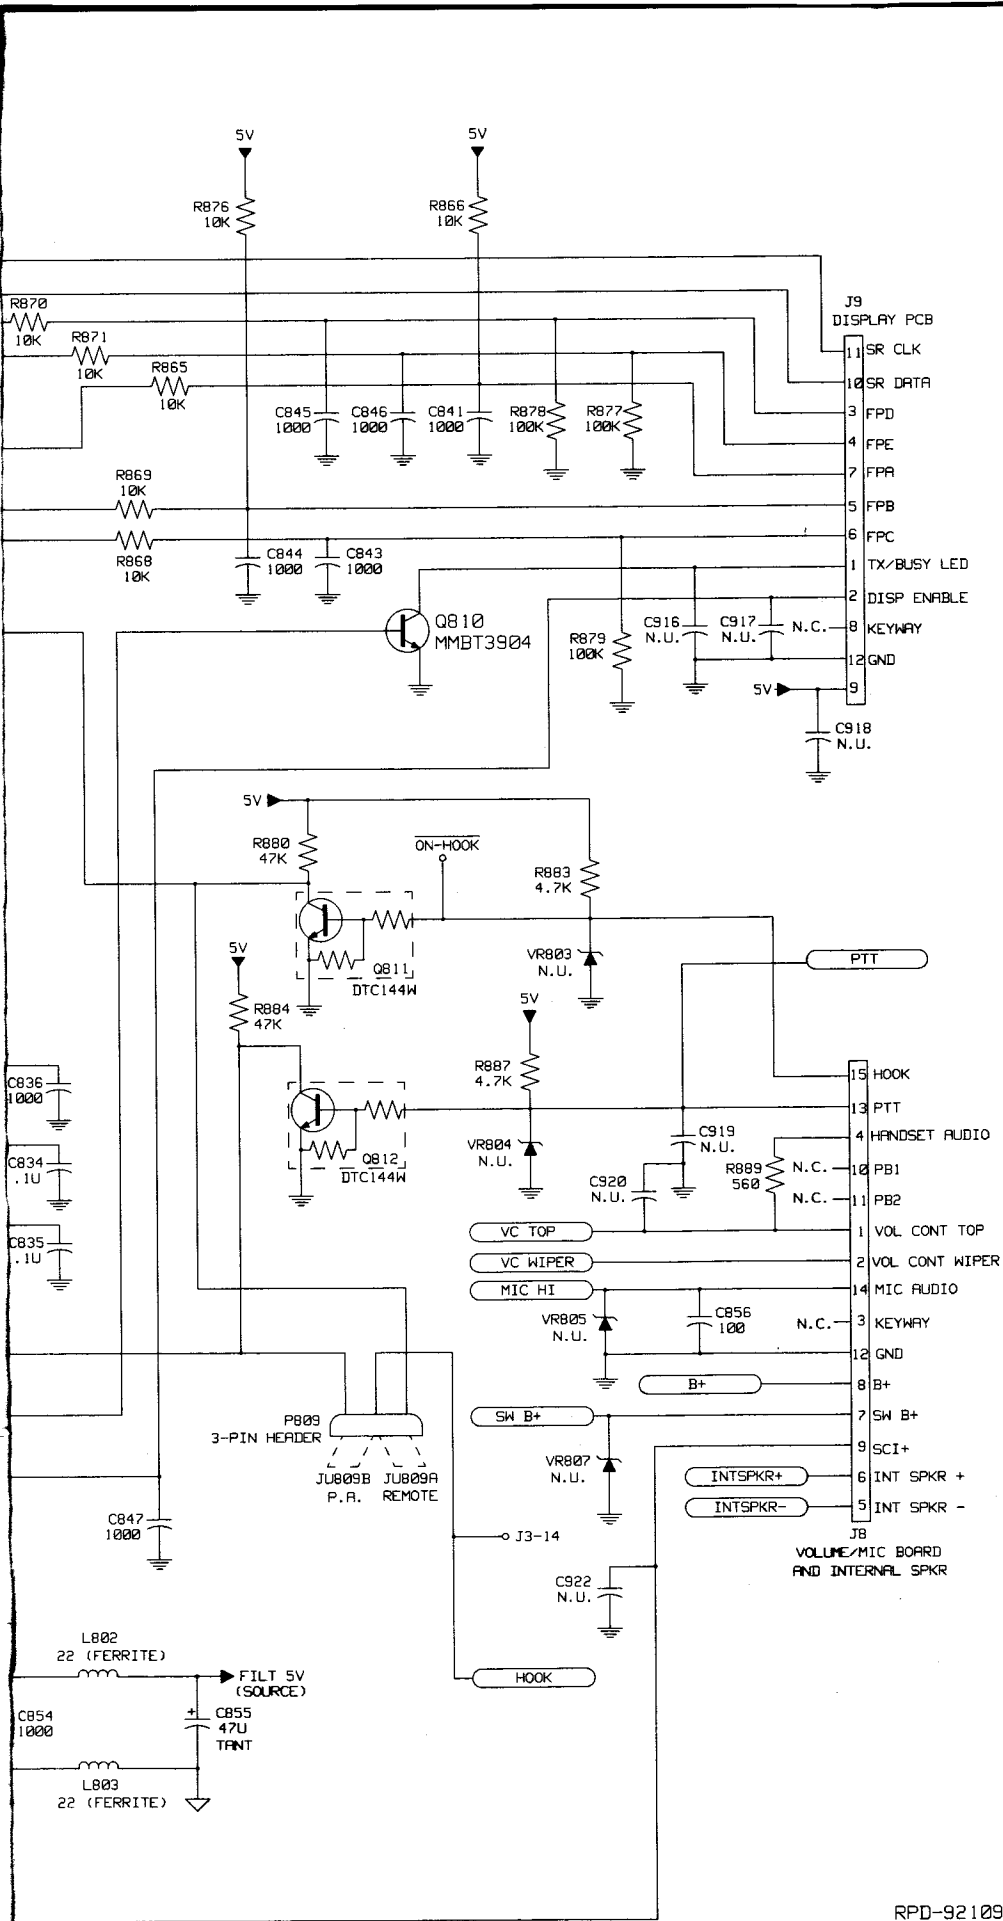 5V
5V
R876
10K
R866
10K
R870
10K
R871
10K
R865
10K
J9
DISPLAY PCB
11 SR CLK
10 SR DATA
3 FPD
4 FPE
7 FPA
5 FPB
6 FPC
1 TX/BUSY LED
2 DISP ENABLE
N.C. 8 KEYWAY
12 GND
5V 9
C845
1000
C846
1000
C841
1000
R878
100K
R877
100K
R869
10K
R868
10K
C844
1000
C843
1000
Q810
MMBT3904
R879
100K
C916
N.U.
C917
N.U.
C918
N.U.
5V
R880
47K
ON-HOOK
R883
4.7K
Q811
DTC144W
VR803
N.U.
PTT
5V
R884
47K
5V
R887
4.7K
Q812
DTC144W
VR804
N.U.
C836
1000
C834
.1U
C835
.1U
C919
N.U.
C920
N.U.
R889
560
15 HOOK
13 PTT
4 HANDSET AUDIO
N.C. 10 PB1
N.C. 11 PB2
VC TOP
1 VOL CONT TOP
VC WIPER
2 VOL CONT WIPER
MIC HI
14 MIC AUDIO
VR805
N.U.
C856
100
N.C. 3 KEYWAY
12 GND
B+
8 B+
SW B+
7 SW B+
9 SCI+
VR807
N.U.
INTSPKR+
6 INT SPKR +
INTSPKR-
5 INT SPKR -
J8
VOLUME/MIC BOARD
AND INTERNAL SPKR
P809
3-PIN HEADER
JU809B
P.A.
JU809A
REMOTE
C847
1000
J3-14
C922
N.U.
HOOK
L802
22 (FERRITE)
FILT 5V
(SOURCE)
C854
1000
C855
47U
TANT
+
L803
22 (FERRITE)
RPD-92109